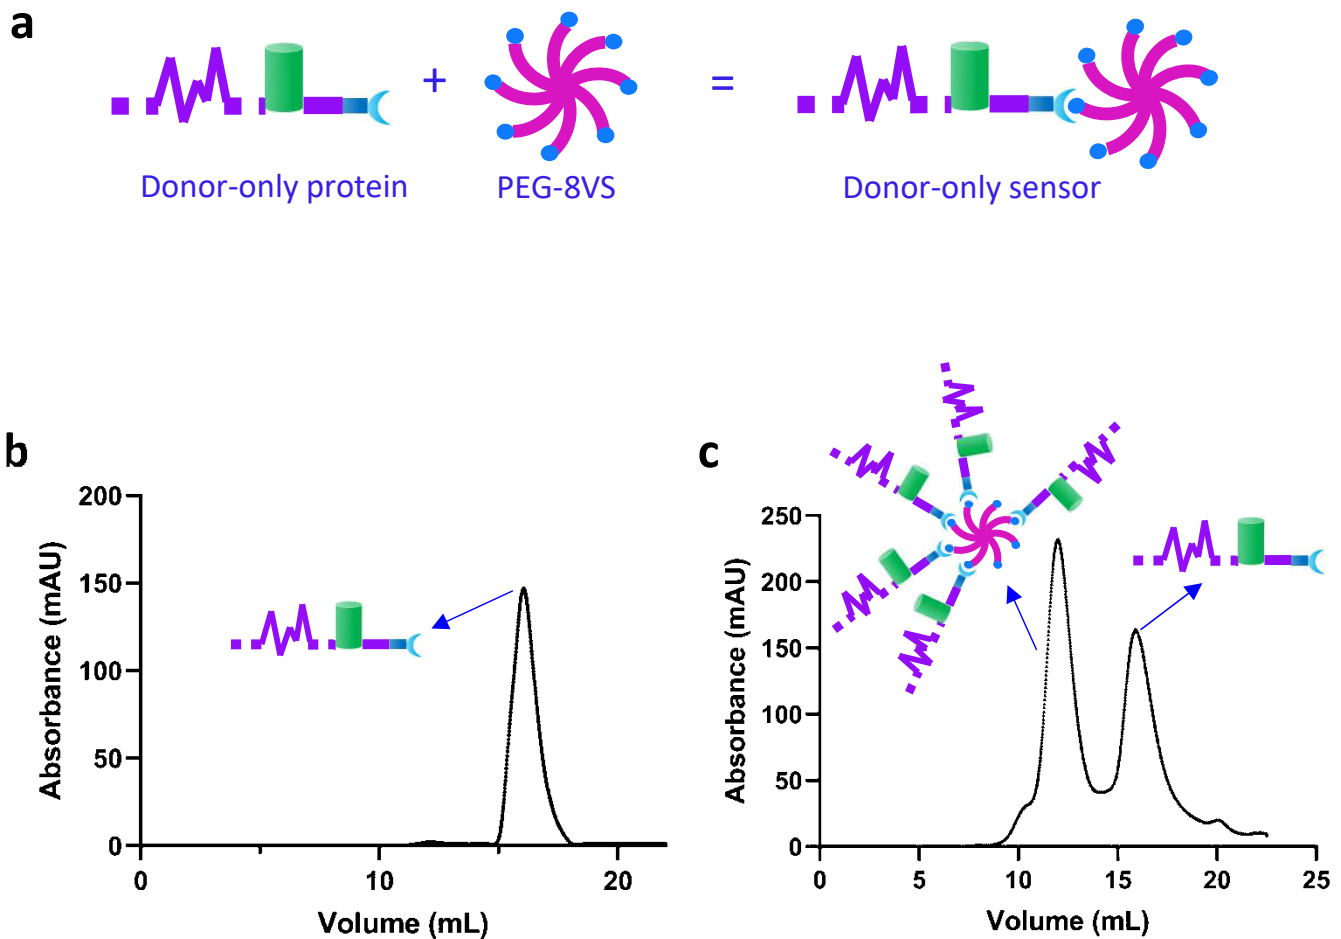 a
+
=
Donor-only protein
PEG-8VS
Donor-only sensor
b
200
150
100
50
0
Absorbance (mAU)
0
10
20
Volume (mL)
c
250
200
150
100
50
0
Absorbance (mAU)
0
5
10
15
20
25
Volume (mL)